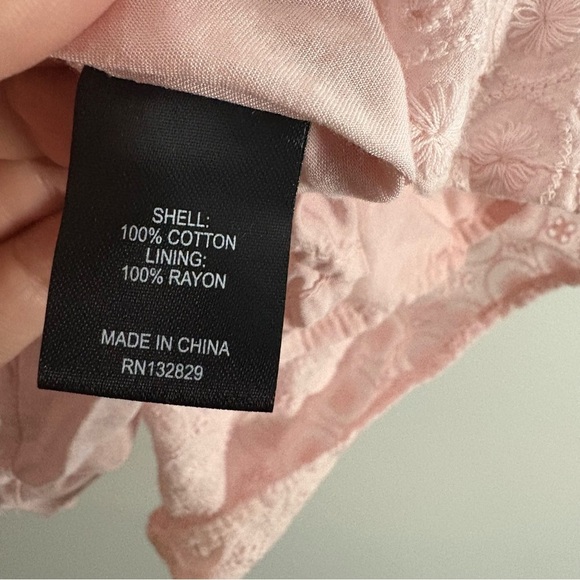 SHELL:
100% COTTON
LINING:
100% RAYON
MADE IN CHINA
RN132829